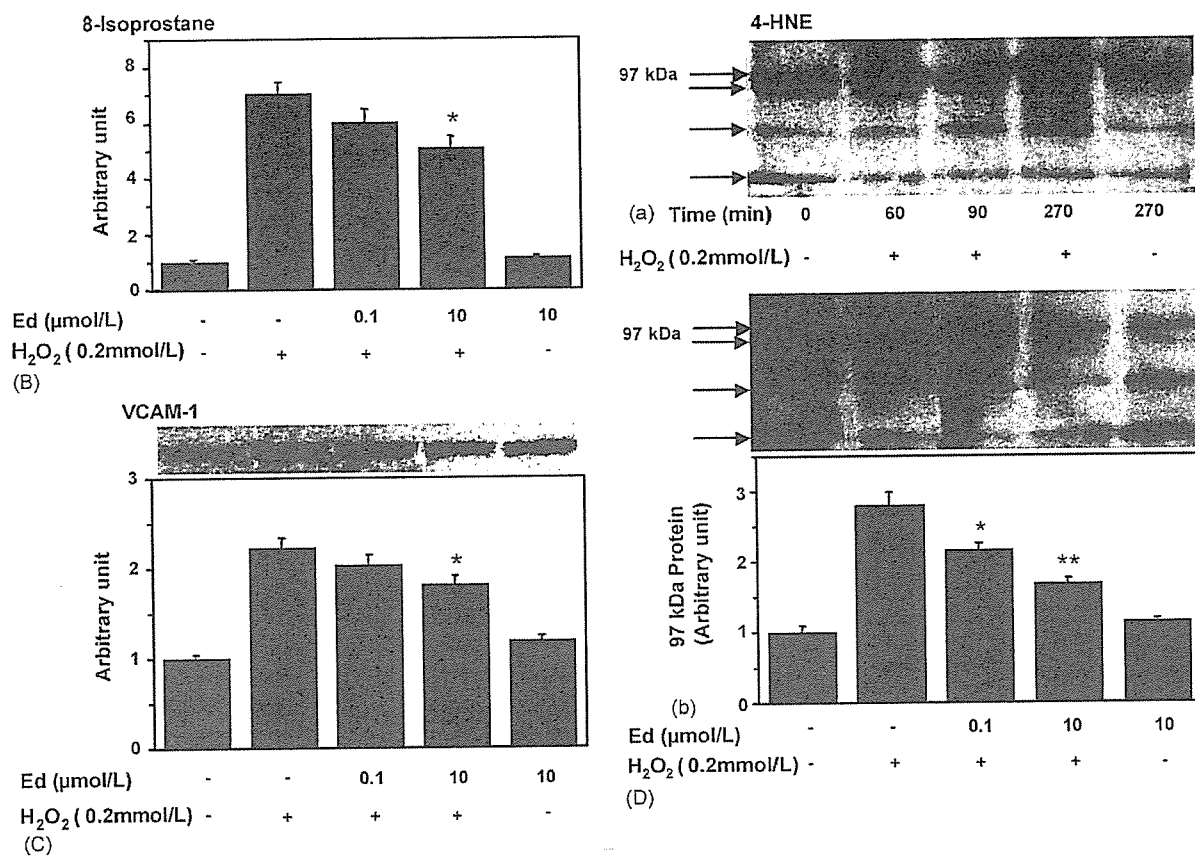 8-Isoprostane
8
6
4
2
0
Arbitrary unit
*
Ed (μmol/L) - - 0.1 10 10
H₂O₂ ( 0.2mmol/L) - + + + -
(B)
VCAM-1
3
2
1
0
Arbitrary unit
*
Ed (μmol/L) - - 0.1 10 10
H₂O₂ ( 0.2mmol/L) - + + + -
(C)
4-HNE
97 kDa
(a) Time (min) 0 60 90 270 270
H₂O₂ ( 0.2mmol/L) - + + + -
97 kDa
3
2
1
0
97 kDa Protein
(Arbitrary unit)
* **
(b)
Ed (μmol/L) - - 0.1 10 10
H₂O₂ ( 0.2mmol/L) - + + + -
(D)